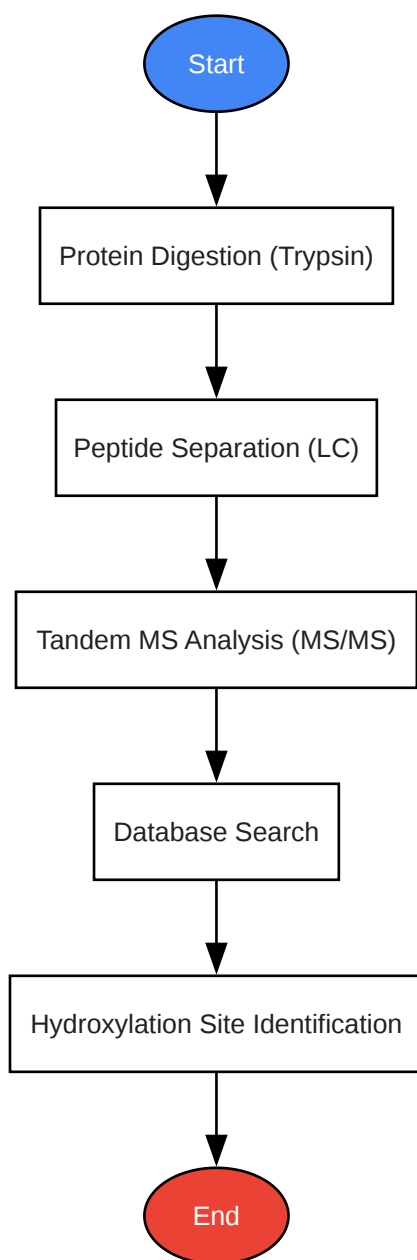 Start
Protein Digestion (Trypsin)
Peptide Separation (LC)
Tandem MS Analysis (MS/MS)
Database Search
Hydroxylation Site Identification
End